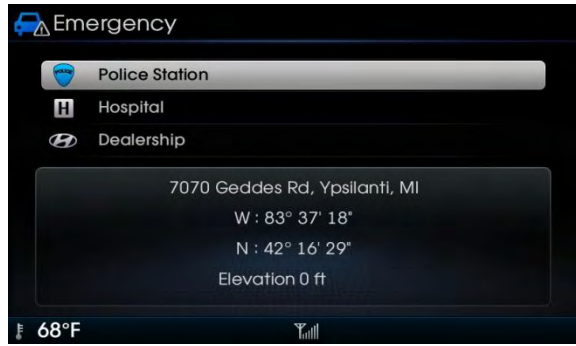 Emergency
POLICE
Police Station
H
Hospital
Dealership
7070 Geddes Rd, Ypsilanti, MI
W : 83° 37' 18"
N : 42° 16' 29"
Elevation 0 ft
68°F